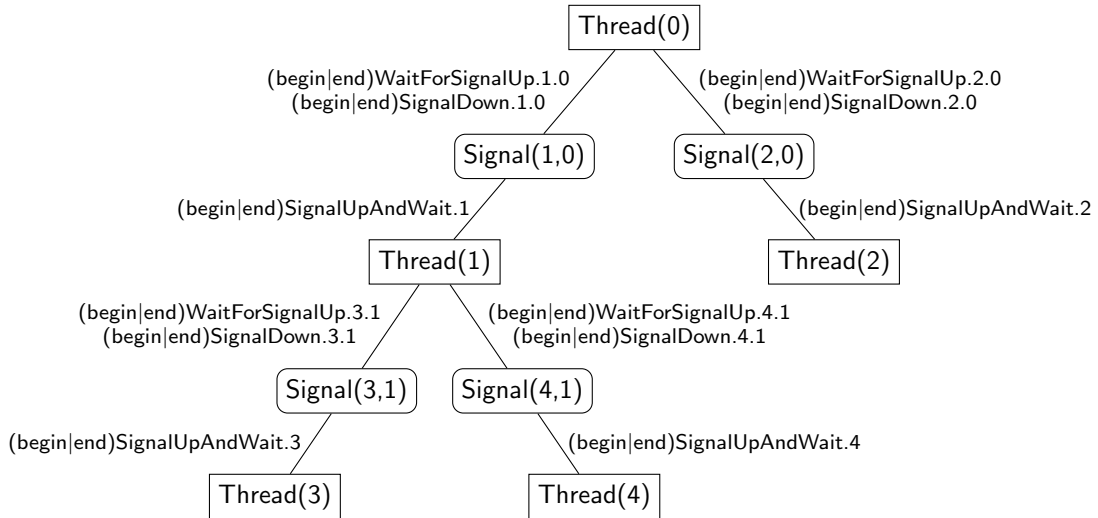 Thread(0)
(begin|end)WaitForSignalUp.1.0
(begin|end)SignalDown.1.0
(begin|end)WaitForSignalUp.2.0
(begin|end)SignalDown.2.0
Signal(1,0)
Signal(2,0)
(begin|end)SignalUpAndWait.1
(begin|end)SignalUpAndWait.2
Thread(1)
Thread(2)
(begin|end)WaitForSignalUp.3.1
(begin|end)SignalDown.3.1
(begin|end)WaitForSignalUp.4.1
(begin|end)SignalDown.4.1
Signal(3,1)
Signal(4,1)
(begin|end)SignalUpAndWait.3
(begin|end)SignalUpAndWait.4
Thread(3)
Thread(4)